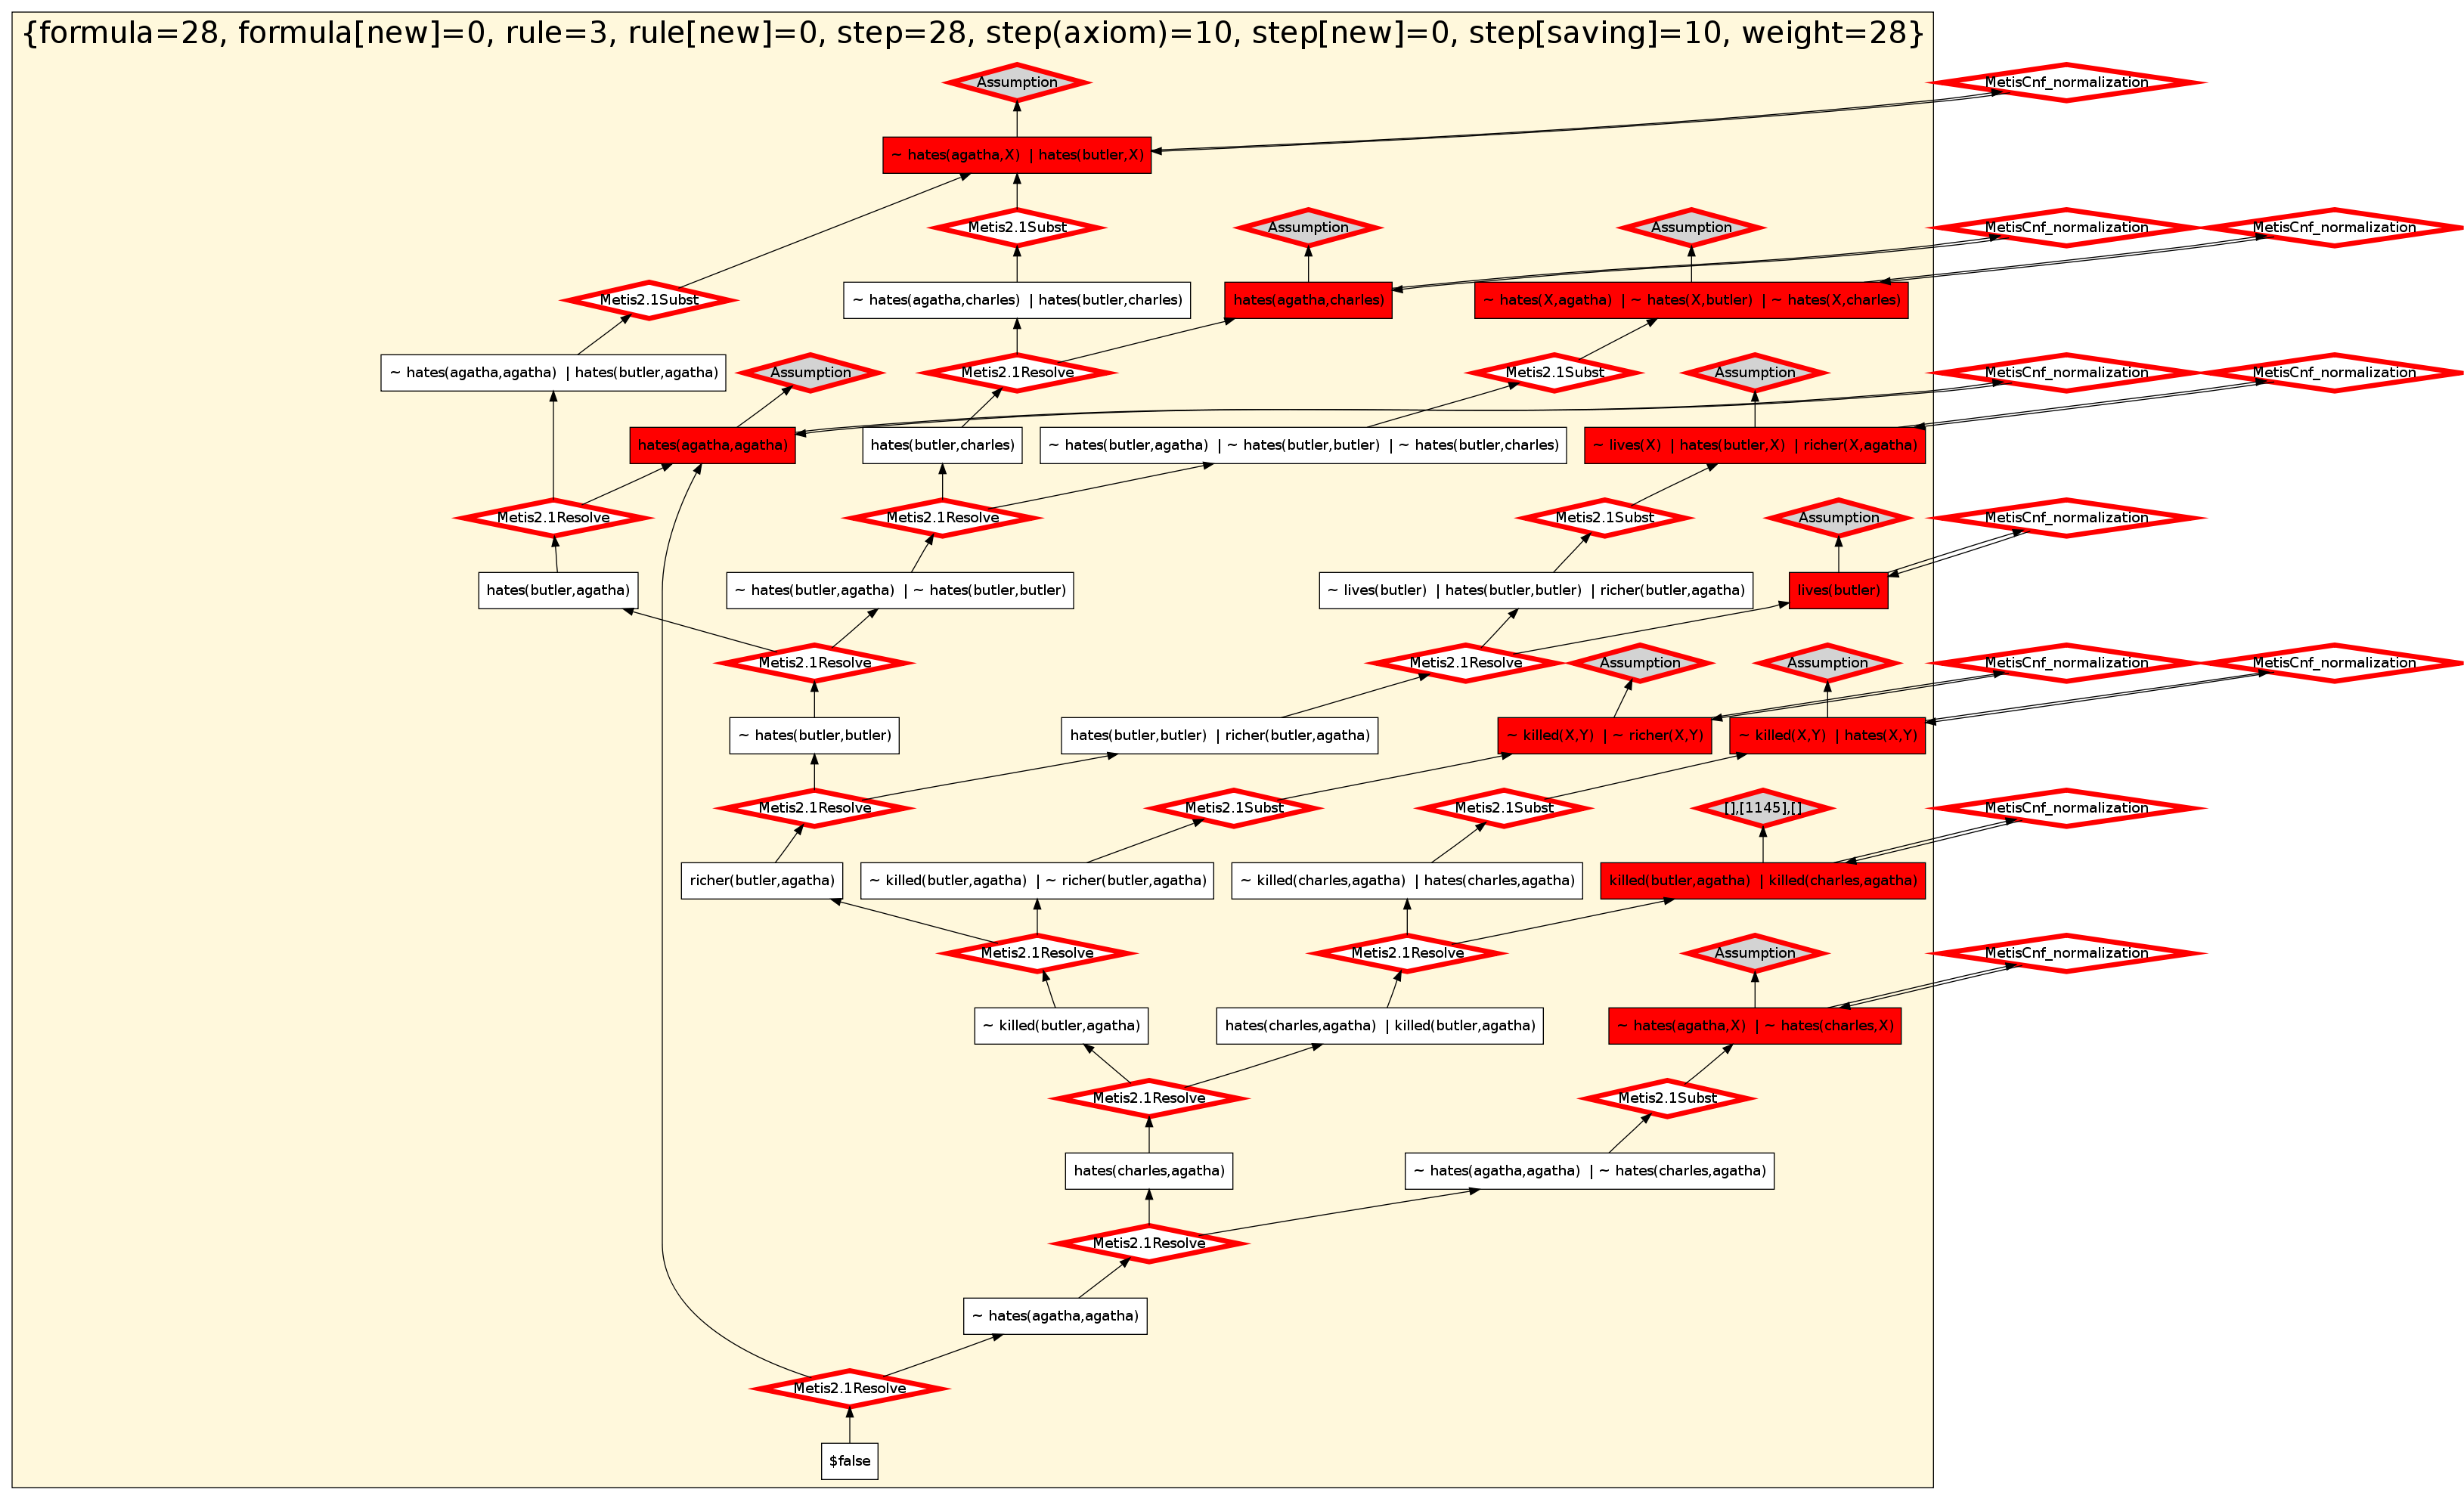 {formula=28, formula[new]=0, rule=3, rule[new]=0, step=28, step(axiom)=10, step[new]=0, step[saving]=10, weight=28}
Assumption
MetisCnf_normalization
~ hates(agatha,X) | hates(butler,X)
Metis2.1Subst
Assumption
Assumption
MetisCnf_normalization
MetisCnf_normalization
Metis2.1Subst
~ hates(agatha,charles) | hates(butler,charles)
hates(agatha,charles)
~ hates(X,agatha) | ~ hates(X,butler) | ~ hates(X,charles)
~ hates(agatha,agatha) | hates(butler,agatha)
Assumption
Metis2.1Resolve
Metis2.1Subst
Assumption
MetisCnf_normalization
MetisCnf_normalization
hates(agatha,agatha)
hates(butler,charles)
~ hates(butler,agatha) | ~ hates(butler,butler) | ~ hates(butler,charles)
~ lives(X) | hates(butler,X) | richer(X,agatha)
Metis2.1Resolve
Metis2.1Resolve
Metis2.1Subst
Assumption
MetisCnf_normalization
hates(butler,agatha)
~ hates(butler,agatha) | ~ hates(butler,butler)
~ lives(butler) | hates(butler,butler) | richer(butler,agatha)
lives(butler)
Metis2.1Resolve
Metis2.1Resolve
Assumption
Assumption
MetisCnf_normalization
MetisCnf_normalization
~ hates(butler,butler)
hates(butler,butler) | richer(butler,agatha)
~ killed(X,Y) | ~ richer(X,Y)
~ killed(X,Y) | hates(X,Y)
Metis2.1Resolve
Metis2.1Subst
Metis2.1Subst
[],[1145],[]
MetisCnf_normalization
richer(butler,agatha)
~ killed(butler,agatha) | ~ richer(butler,agatha)
~ killed(charles,agatha) | hates(charles,agatha)
killed(butler,agatha) | killed(charles,agatha)
Metis2.1Resolve
Metis2.1Resolve
Assumption
MetisCnf_normalization
~ killed(butler,agatha)
hates(charles,agatha) | killed(butler,agatha)
~ hates(agatha,X) | ~ hates(charles,X)
Metis2.1Resolve
Metis2.1Subst
hates(charles,agatha)
~ hates(agatha,agatha) | ~ hates(charles,agatha)
Metis2.1Resolve
~ hates(agatha,agatha)
Metis2.1Resolve
$false